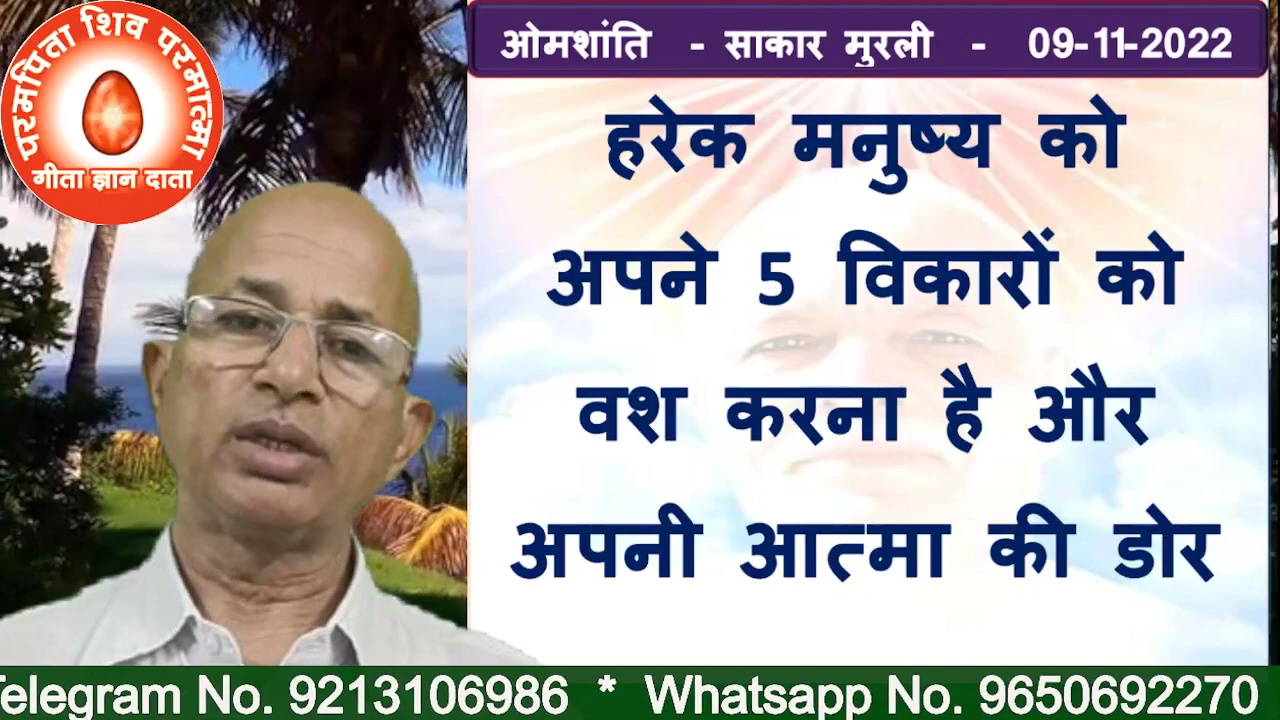 परमपिता शिव परमात्मा
गीता ज्ञान दाता
ओमशांति - साकार मुरली - 09-11-2022
हरेक मनुष्य को
अपने 5 विकारों को
वश करना है और
अपनी आत्मा की डोर
Telegram No. 9213106986 * Whatsapp No. 9650692270